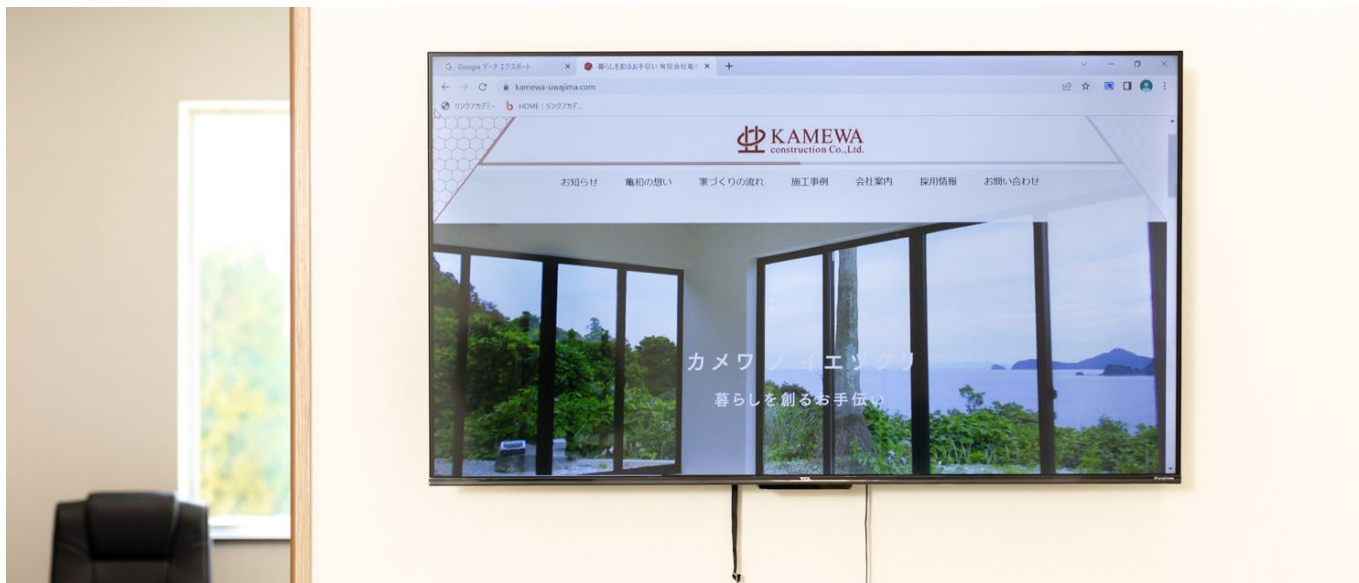 Google データ エクスポート
暮らしを創るお手伝い 有限会社亀
kamewa-uwajima.com
リンクアカデミー
HOME | リンクアカデ...
KAMEWA
construction Co.,Ltd.
お知らせ 亀和の想い 家づくりの流れ 施工事例 会社案内 採用情報 お問い合わせ
カメワ ノ イエヅクリ
暮らしを創るお手伝い
TCL